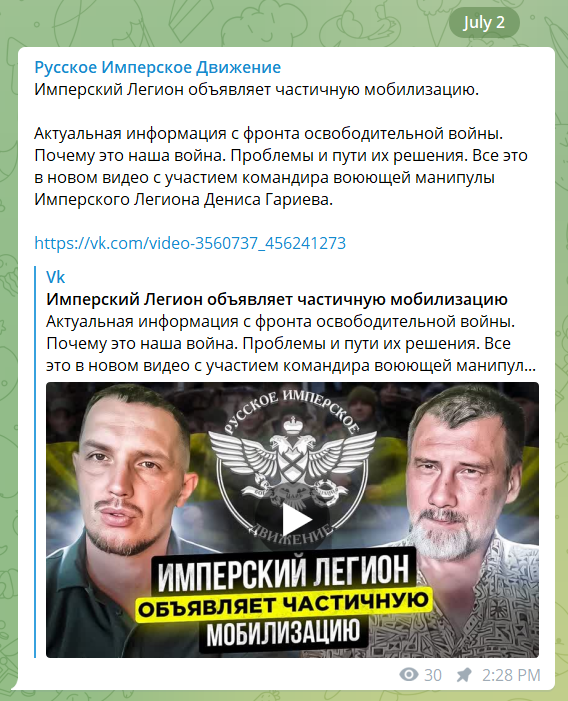 July 2
Русское Имперское Движение
Имперский Легион объявляет частичную мобилизацию.
Актуальная информация с фронта освободительной войны.
Почему это наша война. Проблемы и пути их решения. Все это
в новом видео с участием командира воюющей манипулы
Имперского Легиона Дениса Гариева.
https://vk.com/video-3560737_456241273
Vk
Имперский Легион объявляет частичную мобилизацию
Актуальная информация с фронта освободительной войны.
Почему это наша война. Проблемы и пути их решения. Все
это в новом видео с участием командира воюющей манипул...
РУССКОЕ ИМПЕРСКОЕ
ДВИЖЕНИЕ
ИМПЕРСКИЙ ЛЕГИОН
ОБЪЯВЛЯЕТ ЧАСТИЧНУЮ
МОБИЛИЗАЦИЮ
30 2:28 PM